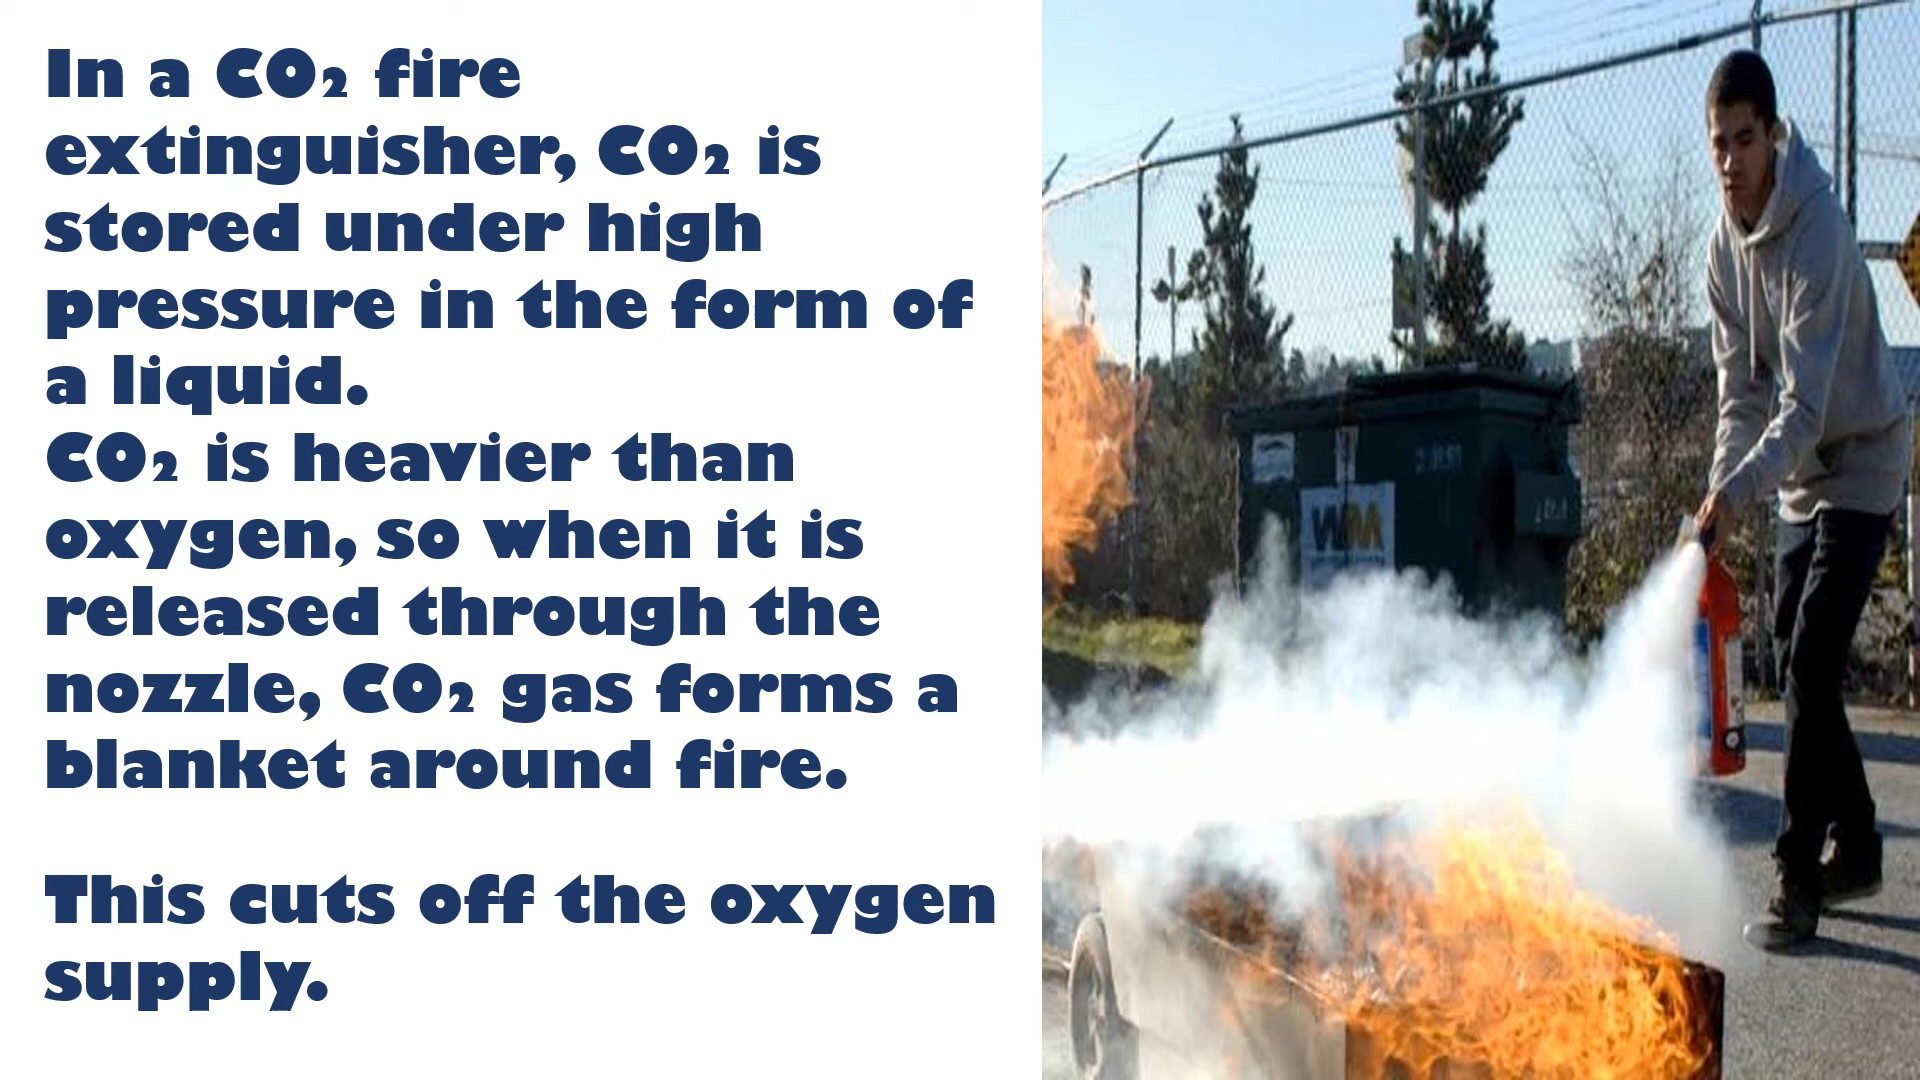 In a CO₂ fire
extinguisher, CO₂ is
stored under high
pressure in the form of
a liquid.
CO₂ is heavier than
oxygen, so when it is
released through the
nozzle, CO₂ gas forms a
blanket around fire.
This cuts off the oxygen
supply.
WM